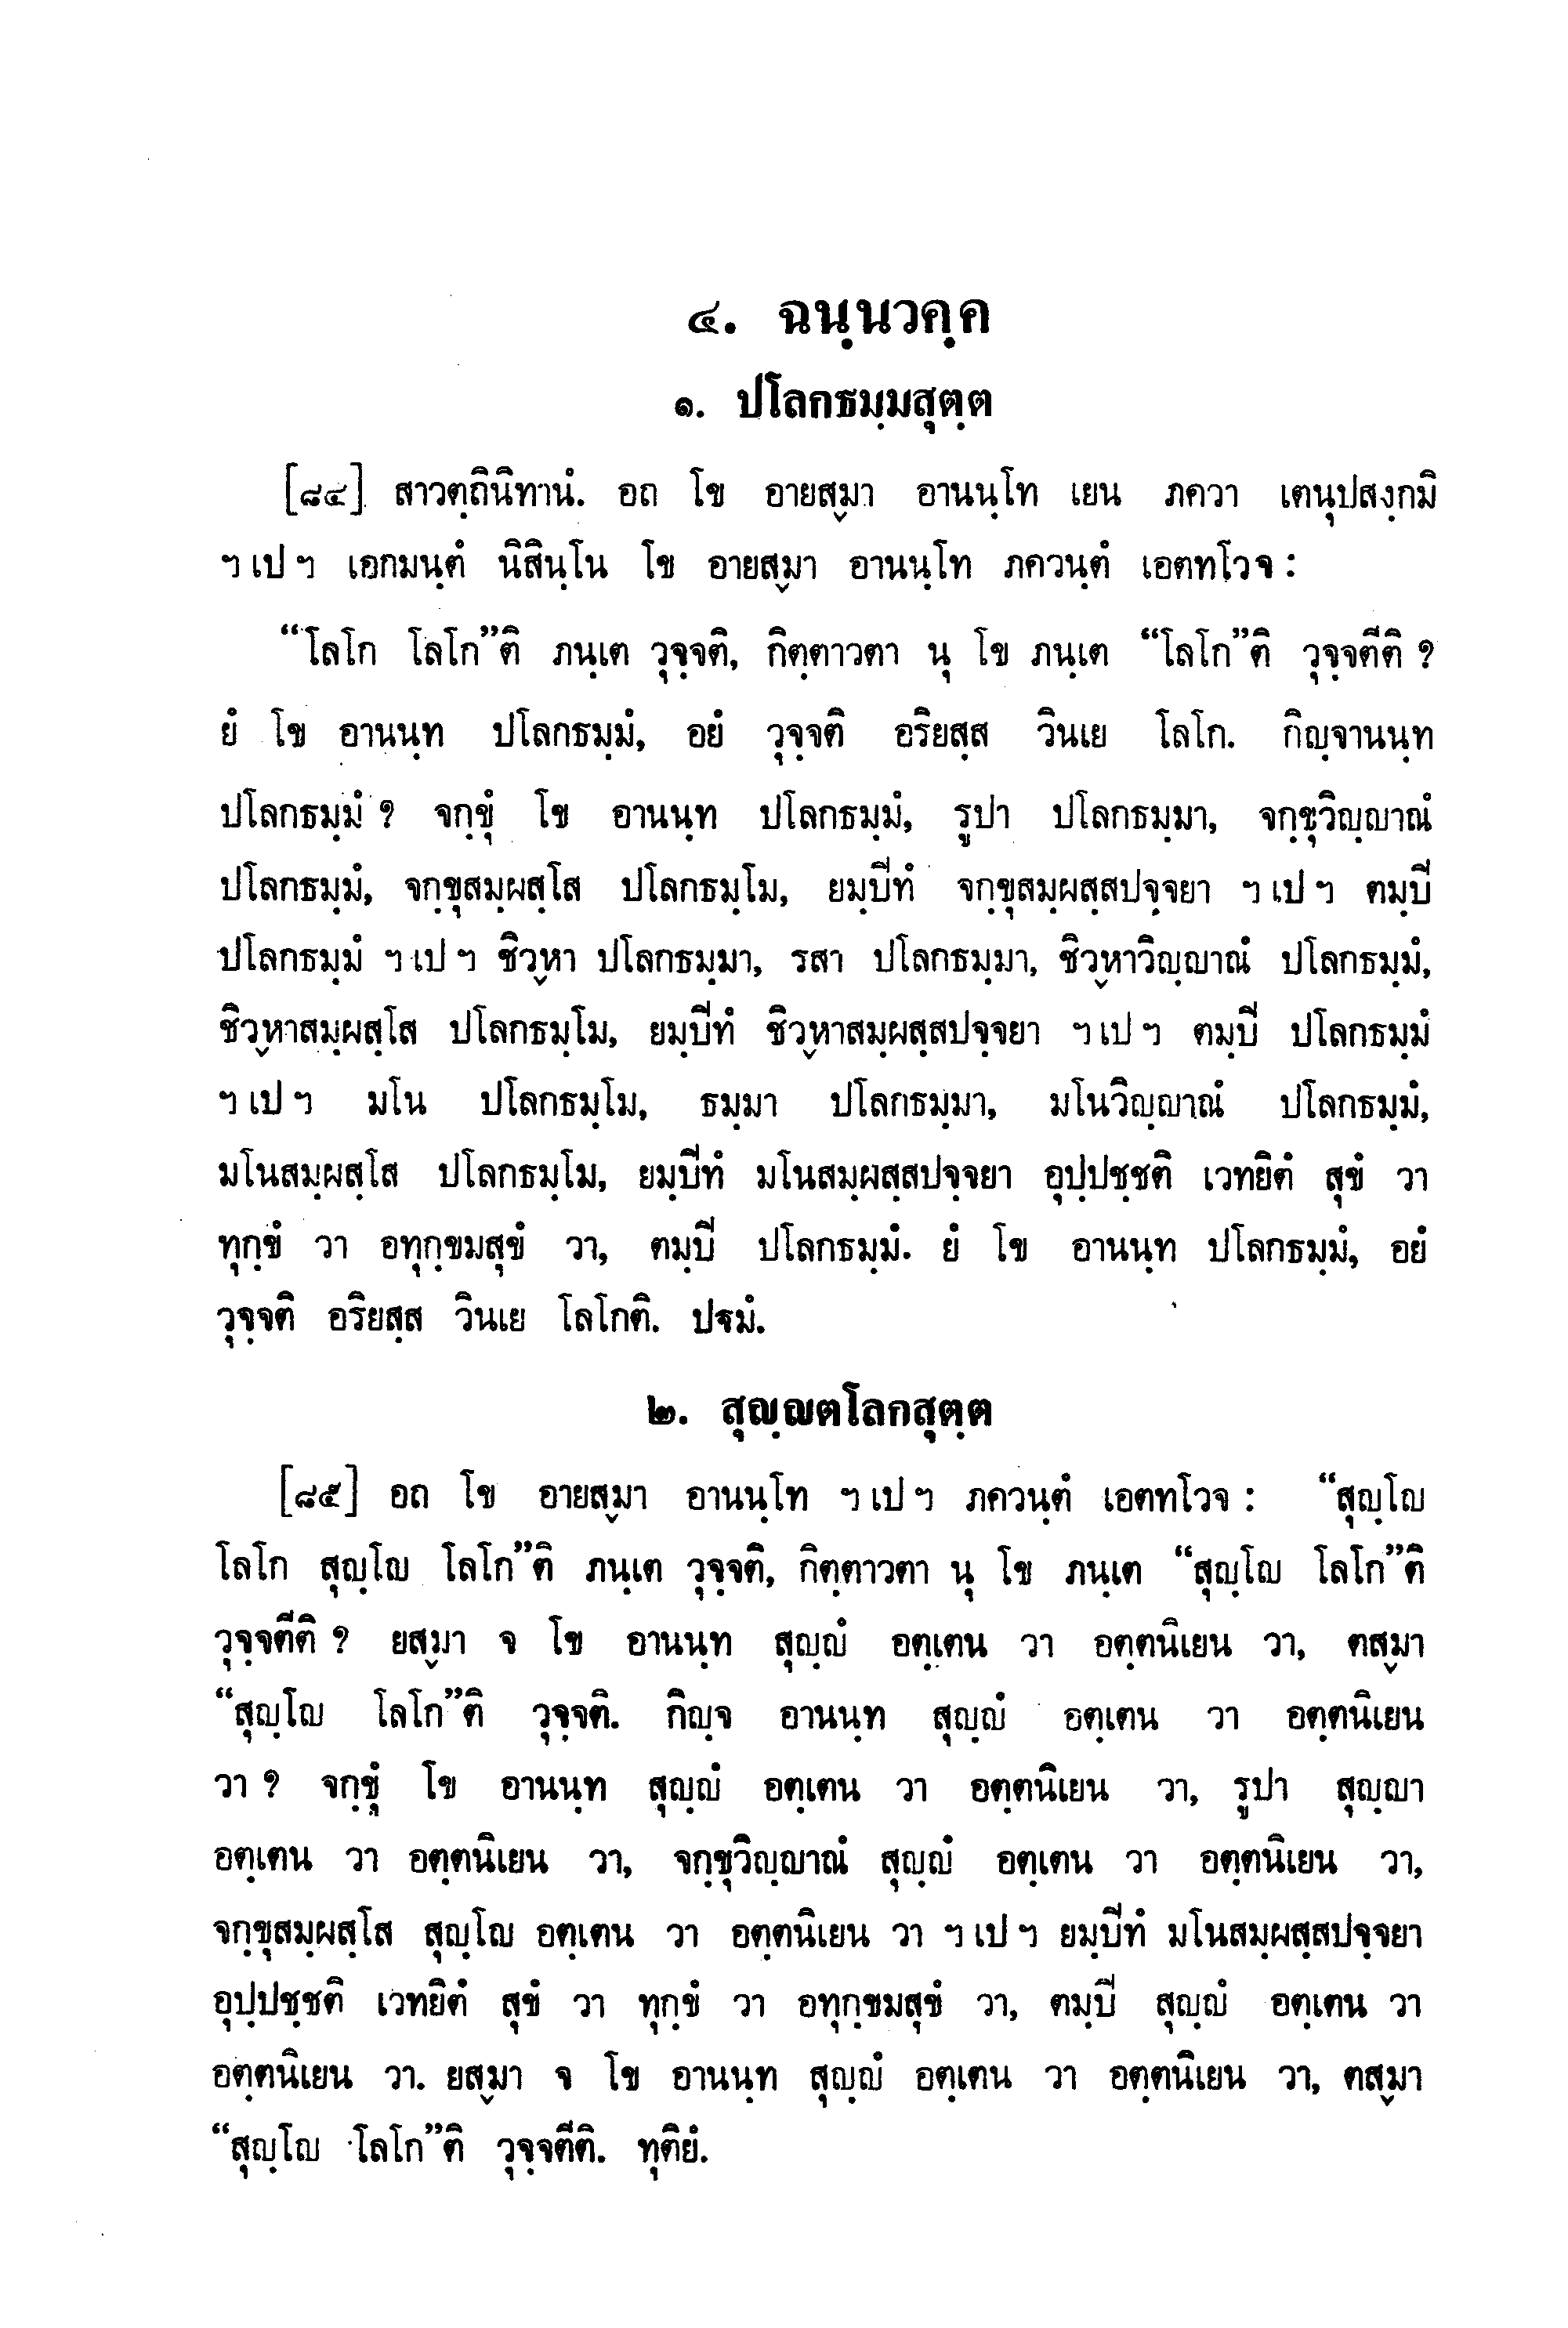 ๔. ฉนฺนวคฺค
๑. ปโลกธมฺมสุตฺต
[๘๔] สาวตฺถินิทานํ. อถ โข อายสฺมา อานนฺโท เยน ภควา เตนุปสงฺกมิ
ฯ เป ฯ เอกมนฺตํ นิสินฺโน โข อายสฺมา อานนฺโท ภควนฺตํ เอตทโวจ :
“โลโก โลโก”ติ ภนฺเต วุจฺจติ, กิตฺตาวตา นุ โข ภนฺเต “โลโก”ติ วุจฺจตีติ ?
ยํ โข อานนฺท ปโลกธมฺมํ, อยํ วุจฺจติ อริยสฺส วินเย โลโก. กิญฺจานนฺท
ปโลกธมฺมํ ? จกฺขุํ โข อานนฺท ปโลกธมฺมํ, รูปา ปโลกธมฺมา, จกฺขุวิญฺญาณํ
ปโลกธมฺมํ, จกฺขุสมฺผสฺโส ปโลกธมฺโม, ยมฺปีทํ จกฺขุสมฺผสฺสปจฺจยา ฯ เป ฯ ตมฺปี
ปโลกธมฺมํ ฯ เป ฯ ชิวฺหา ปโลกธมฺมา, รสา ปโลกธมฺมา, ชิวฺหาวิญฺญาณํ ปโลกธมฺมํ,
ชิวฺหาสมฺผสฺโส ปโลกธมฺโม, ยมฺปีทํ ชิวฺหาสมฺผสฺสปจฺจยา ฯ เป ฯ ตมฺปี ปโลกธมฺมํ
ฯ เป ฯ มโน ปโลกธมฺโม, ธมฺมา ปโลกธมฺมา, มโนวิญฺญาณํ ปโลกธมฺมํ,
มโนสมฺผสฺโส ปโลกธมฺโม, ยมฺปีทํ มโนสมฺผสฺสปจฺจยา อุปฺปชฺชติ เวทยิตํ สุขํ วา
ทุกฺขํ วา อทุกฺขมสุขํ วา, ตมฺปี ปโลกธมฺมํ. ยํ โข อานนฺท ปโลกธมฺมํ, อยํ
วุจฺจติ อริยสฺส วินเย โลโกติ. ปฐมํ.
๒. สุญฺญตโลกสุตฺต
[๘๕] อถ โข อายสฺมา อานนฺโท ฯ เป ฯ ภควนฺตํ เอตทโวจ : “สุญฺโญ
โลโก สุญฺโญ โลโก”ติ ภนฺเต วุจฺจติ, กิตฺตาวตา นุ โข ภนฺเต “สุญฺโญ โลโก”ติ
วุจฺจตีติ ? ยสฺมา จ โข อานนฺท สุญฺญํ อตฺเตน วา อตฺตนิเยน วา, ตสฺมา
“สุญฺโญ โลโก”ติ วุจฺจติ. กิญฺจ อานนฺท สุญฺญํ อตฺเตน วา อตฺตนิเยน
วา ? จกฺขุํ โข อานนฺท สุญฺญํ อตฺเตน วา อตฺตนิเยน วา, รูปา สุญฺญา
อตฺเตน วา อตฺตนิเยน วา, จกฺขุวิญฺญาณํ สุญฺญํ อตฺเตน วา อตฺตนิเยน วา,
จกฺขุสมฺผสฺโส สุญฺโญ อตฺเตน วา อตฺตนิเยน วา ฯ เป ฯ ยมฺปีทํ มโนสมฺผสฺสปจฺจยา
อุปฺปชฺชติ เวทยิตํ สุขํ วา ทุกฺขํ วา อทุกฺขมสุขํ วา, ตมฺปี สุญฺญํ อตฺเตน วา
อตฺตนิเยน วา. ยสฺมา จ โข อานนฺท สุญฺญํ อตฺเตน วา อตฺตนิเยน วา, ตสฺมา
“สุญฺโญ โลโก”ติ วุจฺจตีติ. ทุติยํ.